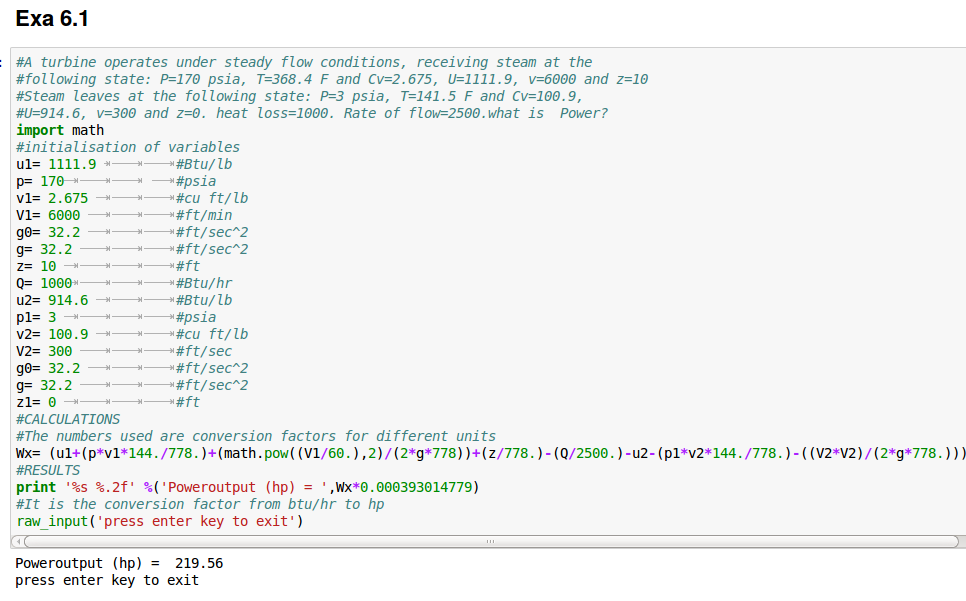 Exa 6.1
#A turbine operates under steady flow conditions, receiving steam at the
#following state: P=170 psia, T=368.4 F and Cv=2.675, U=1111.9, v=6000 and z=10
#Steam leaves at the following state: P=3 psia, T=141.5 F and Cv=100.9,
#U=914.6, v=300 and z=0. heat loss=1000. Rate of flow=2500.what is  Power?
import math
#initialisation of variables
u1= 1111.9 #Btu/lb
p= 170 #psia
v1= 2.675 #cu ft/lb
V1= 6000 #ft/min
g0= 32.2 #ft/sec^2
g= 32.2 #ft/sec^2
z= 10 #ft
Q= 1000 #Btu/hr
u2= 914.6 #Btu/lb
p1= 3 #psia
v2= 100.9 #cu ft/lb
V2= 300 #ft/sec
g0= 32.2 #ft/sec^2
g= 32.2 #ft/sec^2
z1= 0 #ft
#CALCULATIONS
#The numbers used are conversion factors for different units
Wx= (u1+(p*v1*144./778.)+(math.pow((V1/60.),2)/(2*g*778))+(z/778.)-(Q/2500.)-u2-(p1*v2*144./778.)-((V2*V2)/(2*g*778.)))
#RESULTS
print '%s %.2f' %('Poweroutput (hp) = ',Wx*0.000393014779)
#It is the conversion factor from btu/hr to hp
raw_input('press enter key to exit')
Poweroutput (hp) =  219.56
press enter key to exit